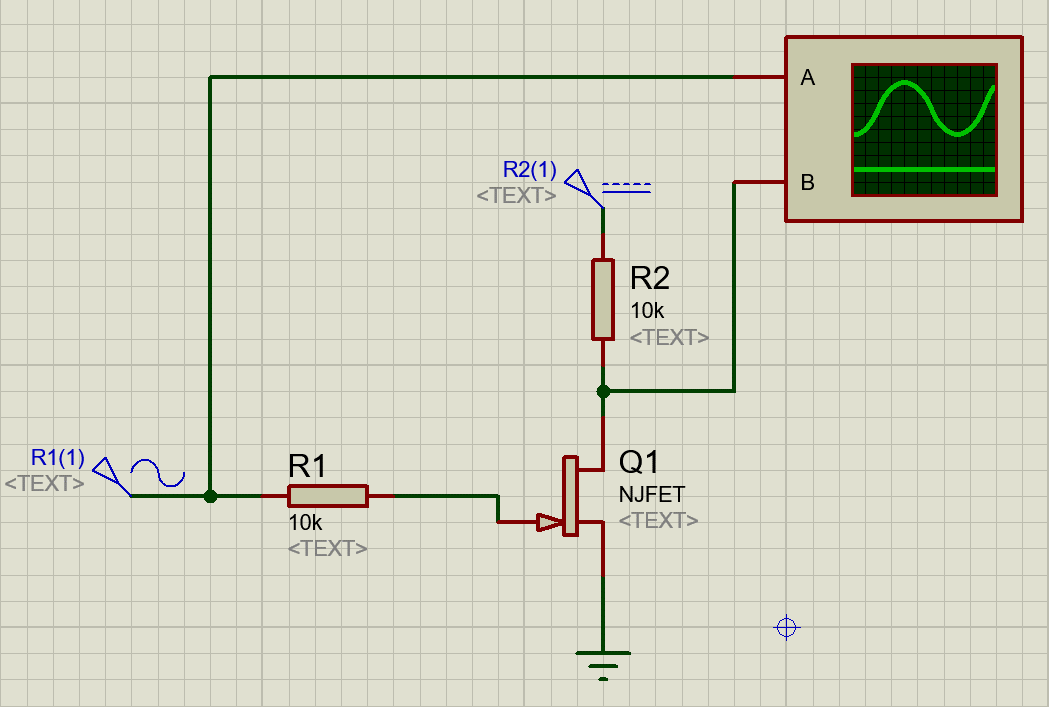 A
R2(1)
<TEXT>
B
R2
10k
<TEXT>
R1(1)
<TEXT>
R1
10k
<TEXT>
Q1
NJFET
<TEXT>